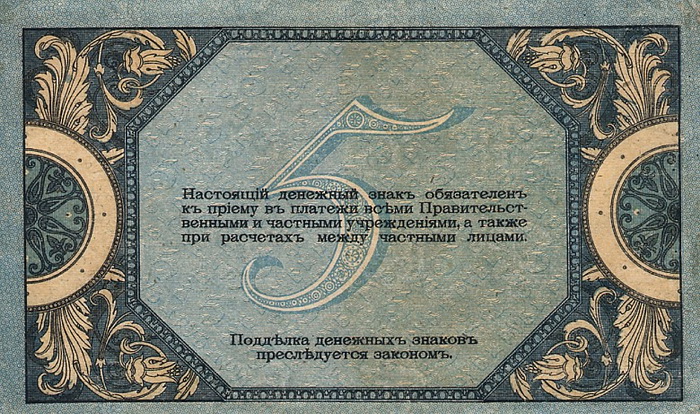 5
Настоящій денежный знакъ обязателенъ
къ пріему въ платежи всѣми Правительст-
венными и частными учрежденіями, а также
при расчетахъ между частными лицами.
Поддѣлка денежныхъ знаковъ
преслѣдуется закономъ.